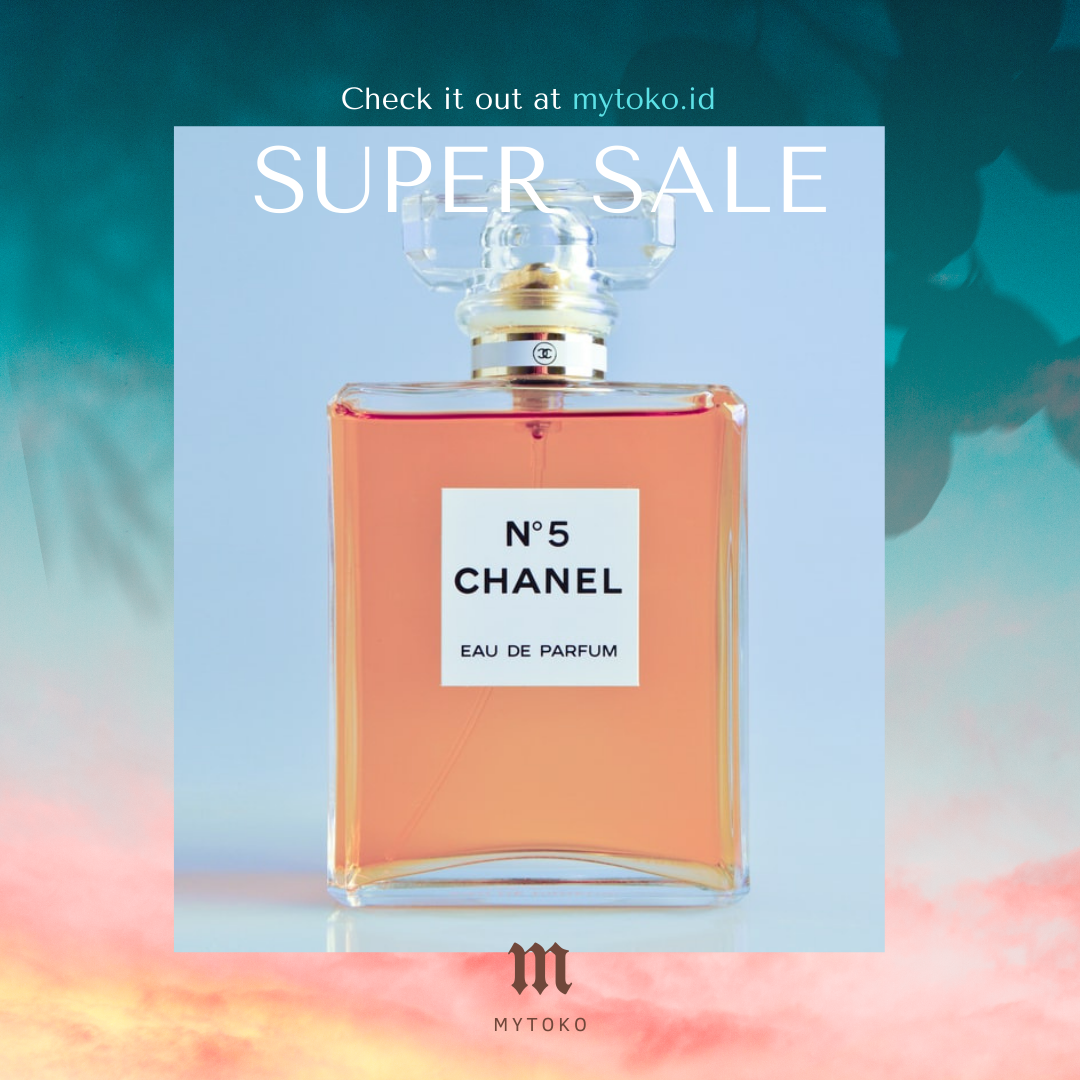 Check it out at mytoko.id
SUPER SALE
N°5
CHANEL
EAU DE PARFUM
m
MYTOKO